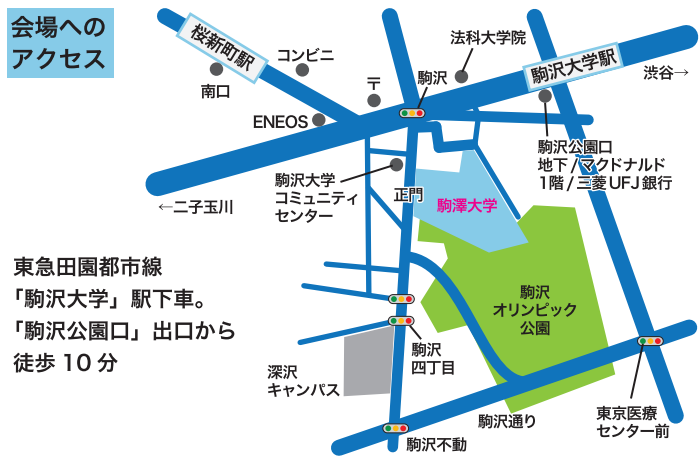 会場への
アクセス
桜新町駅
コンビニ
南口
〒
ENEOS
駒沢
法科大学院
駒沢大学駅
渋谷→
駒沢公園口
地下/マクドナルド
1階/三菱UFJ銀行
駒沢大学
コミュニティ
センター
正門
駒澤大学
←二子玉川
東急田園都市線
「駒沢大学」駅下車。
「駒沢公園口」出口から
徒歩10分
駒沢
オリンピック
公園
駒沢
四丁目
深沢
キャンパス
駒沢通り
駒沢不動
東京医療
センター前